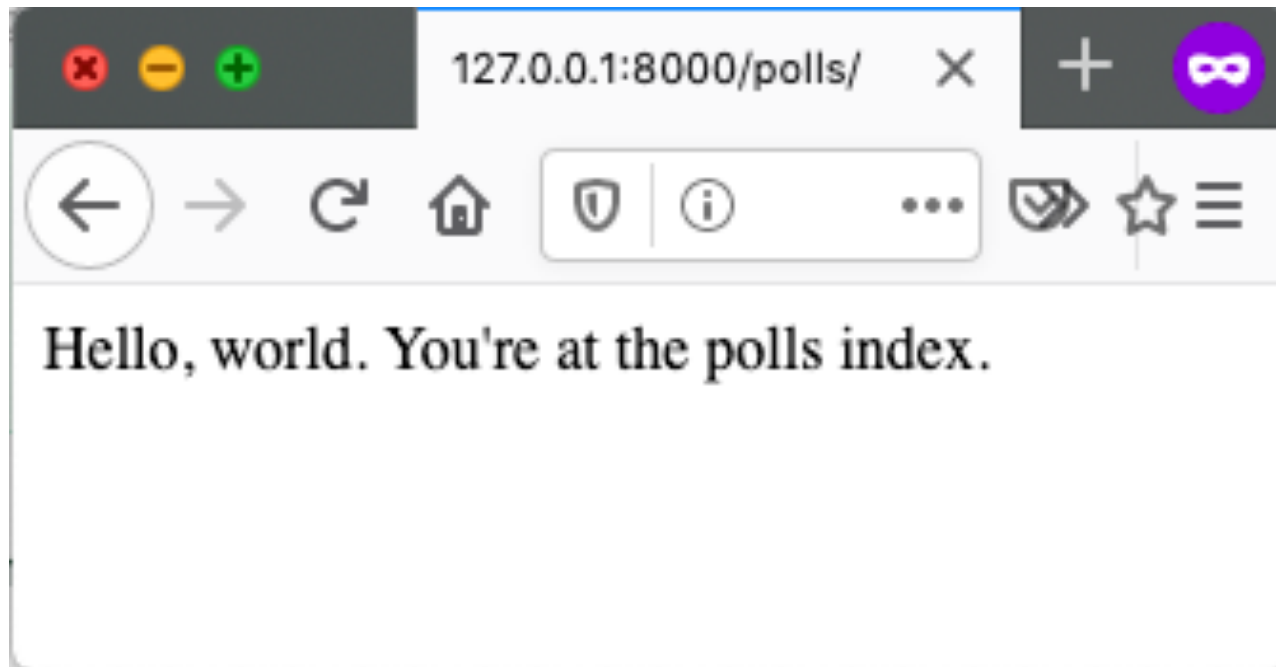 127.0.0.1:8000/polls/
Hello, world. You're at the polls index.